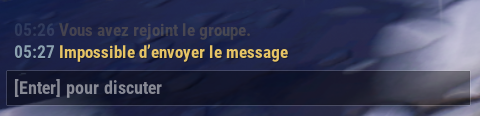 05:26 Vous avez rejoint le groupe.
05:27 Impossible d’envoyer le message
[Enter] pour discuter